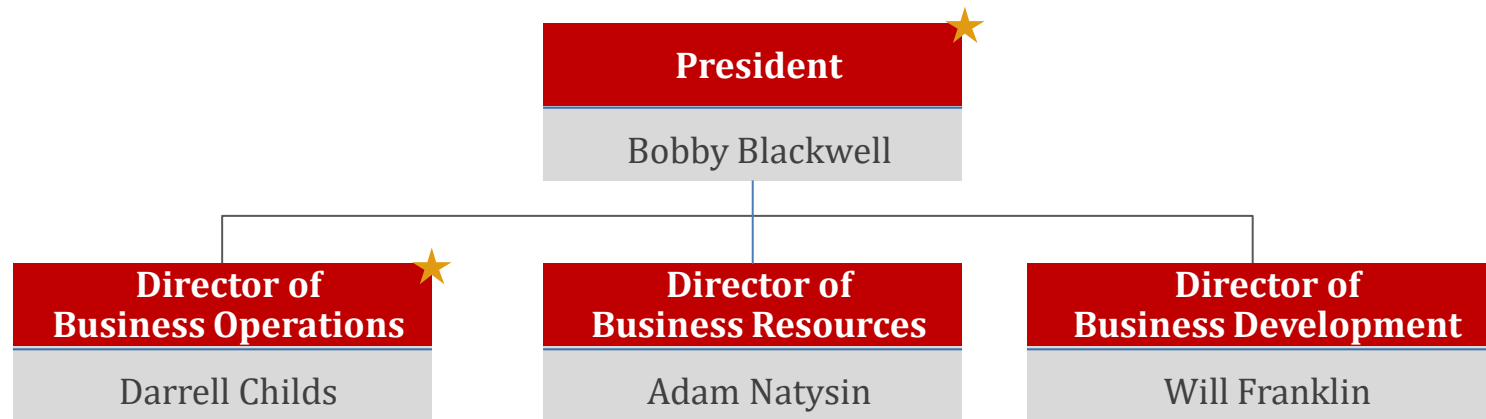 President
Bobby Blackwell
Director of
Business Operations
Darrell Childs
Director of
Business Resources
Adam Natysin
Director of
Business Development
Will Franklin